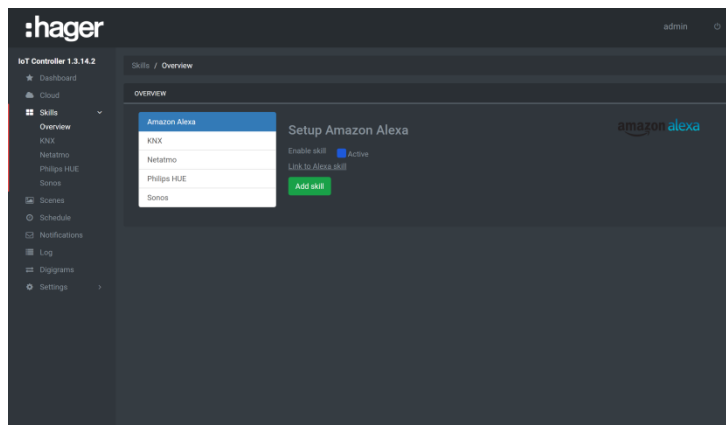 :hager
admin
IoT Controller 1.3.14.2
Dashboard
Cloud
Skills
Overview
KNX
Netatmo
Philips HUE
Sonos
Scenes
Schedule
Notifications
Log
Digigrams
Settings
Skills / Overview
OVERVIEW
Amazon Alexa
KNX
Netatmo
Philips HUE
Sonos
Setup Amazon Alexa
Enable skill Active
Link to Alexa skill
Add skill
amazon alexa